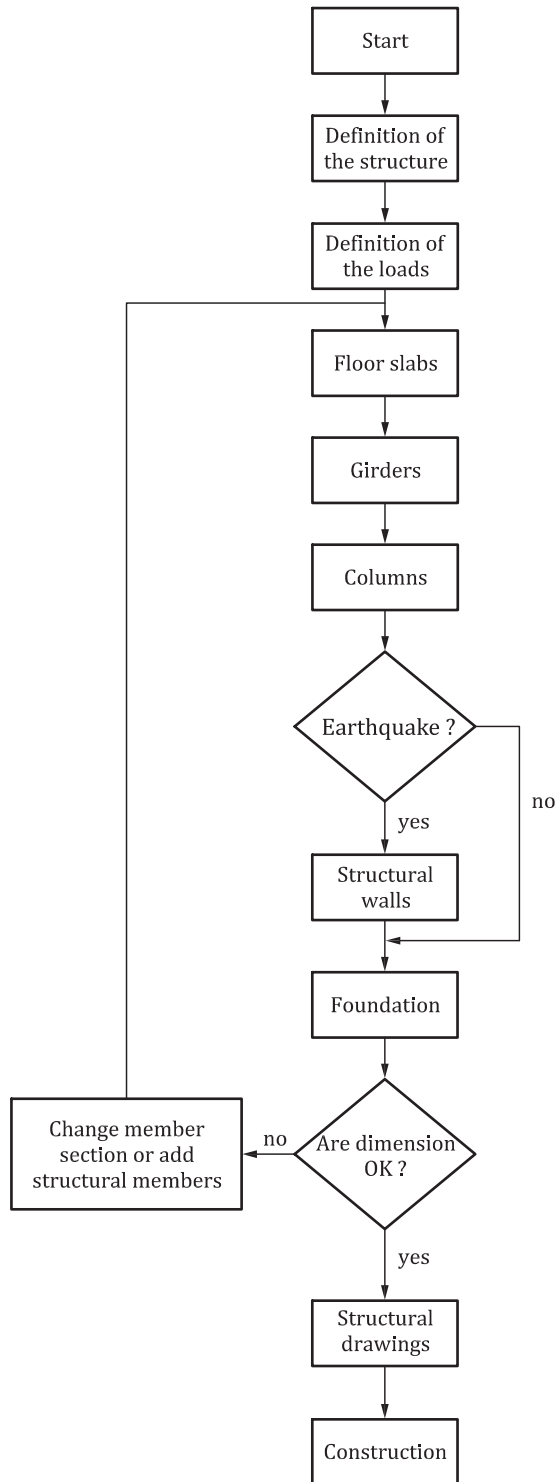 Start
Definition of
the structure
Definition of
the loads
Floor slabs
Girders
Columns
Earthquake ?
no
yes
Structural
walls
Foundation
Change member
section or add
structural members
no
Are dimension
OK ?
yes
Structural
drawings
Construction